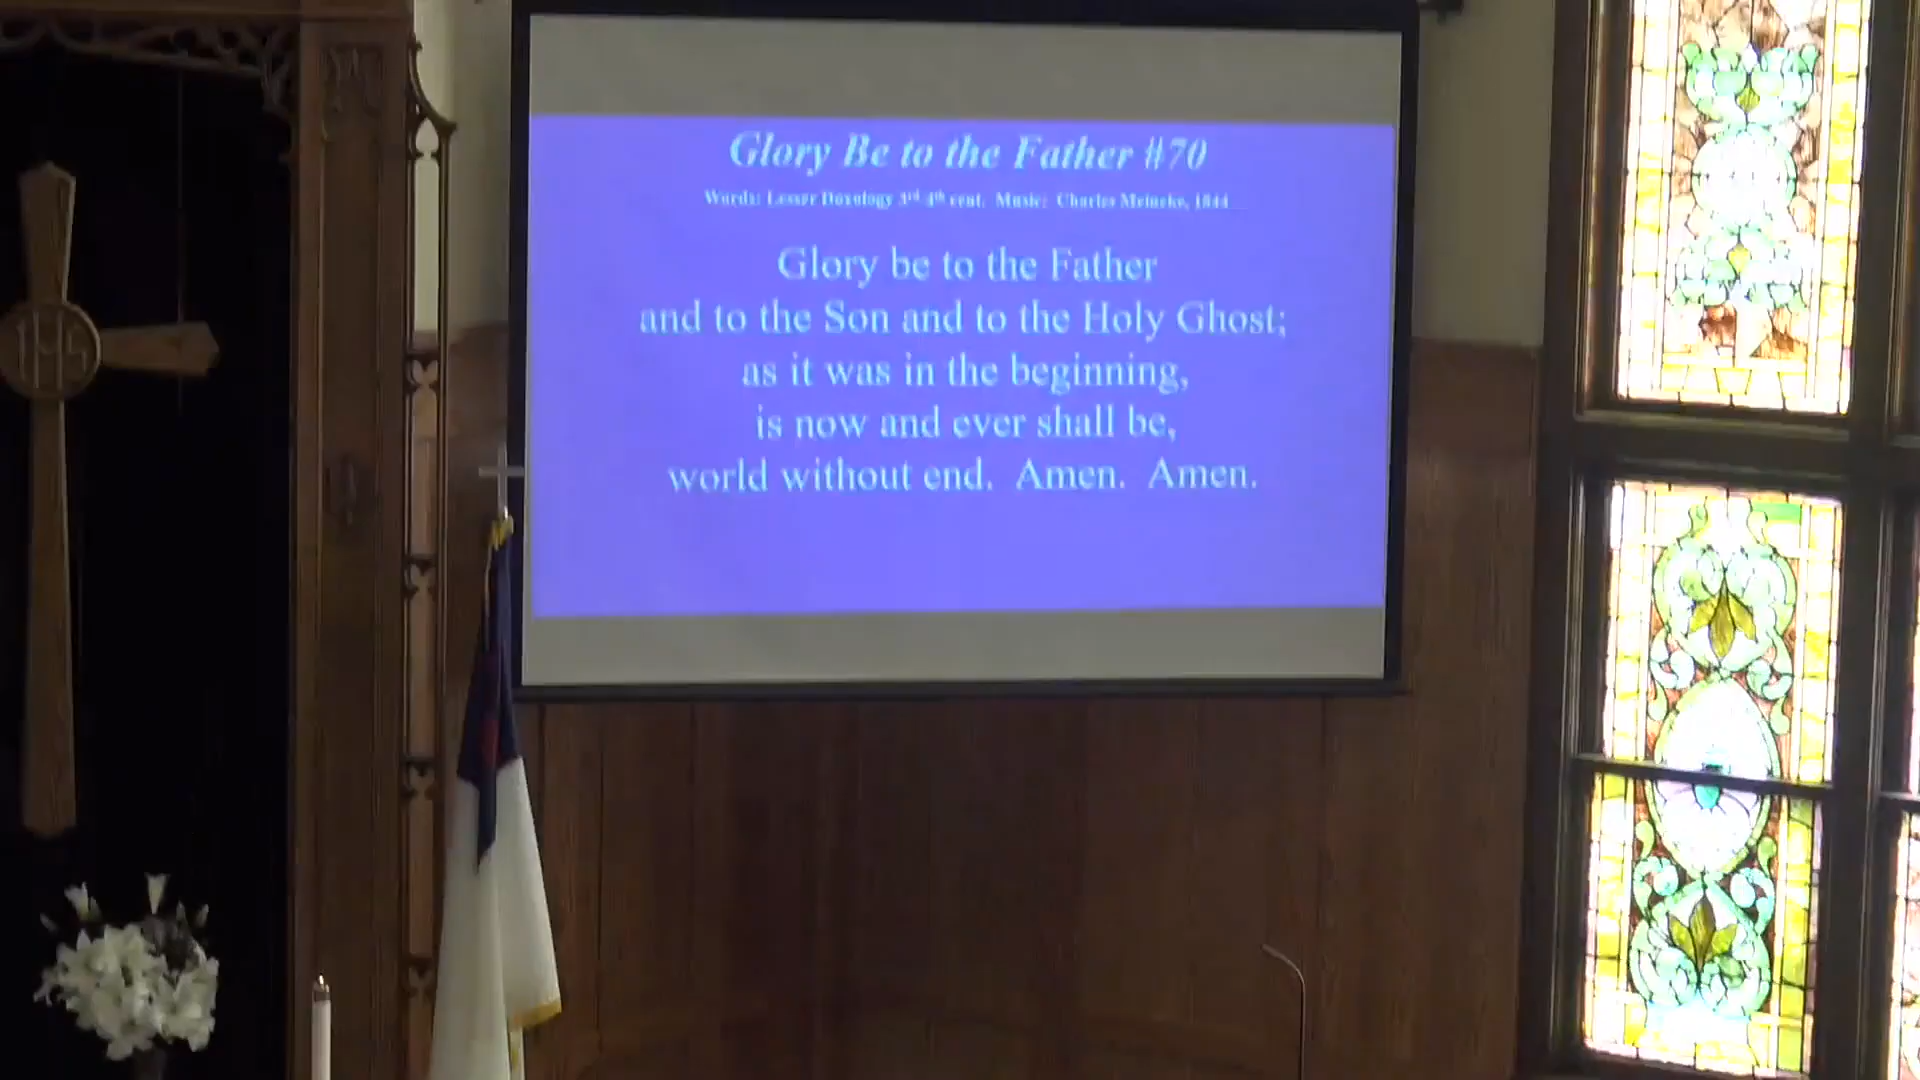 Glory Be to the Father #70
Words: Lesser Doxology 3rd-4th cent. Music: Charles Meineke, 1844
Glory be to the Father
and to the Son and to the Holy Ghost;
as it was in the beginning,
is now and ever shall be,
world without end. Amen. Amen.
IHS